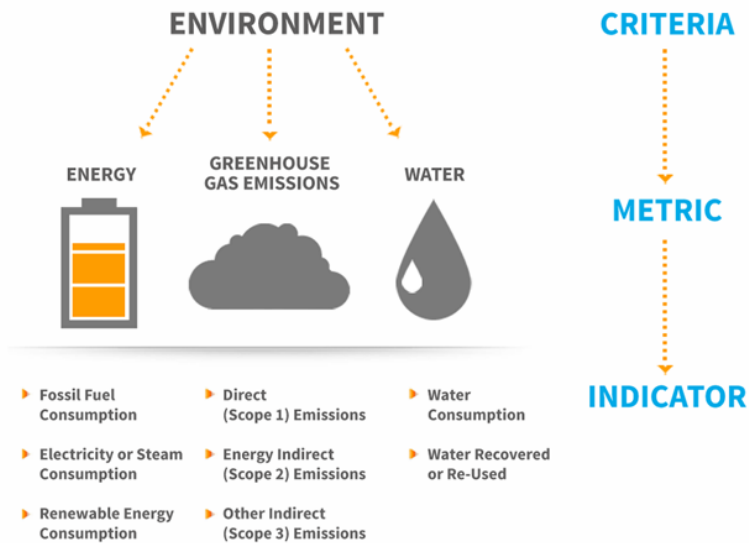 ENVIRONMENT
CRITERIA
ENERGY
GREENHOUSE
GAS EMISSIONS
WATER
METRIC
Fossil Fuel
Consumption
Electricity or Steam
Consumption
Renewable Energy
Consumption
Direct
(Scope 1) Emissions
Energy Indirect
(Scope 2) Emissions
Other Indirect
(Scope 3) Emissions
Water
Consumption
Water Recovered
or Re-Used
INDICATOR